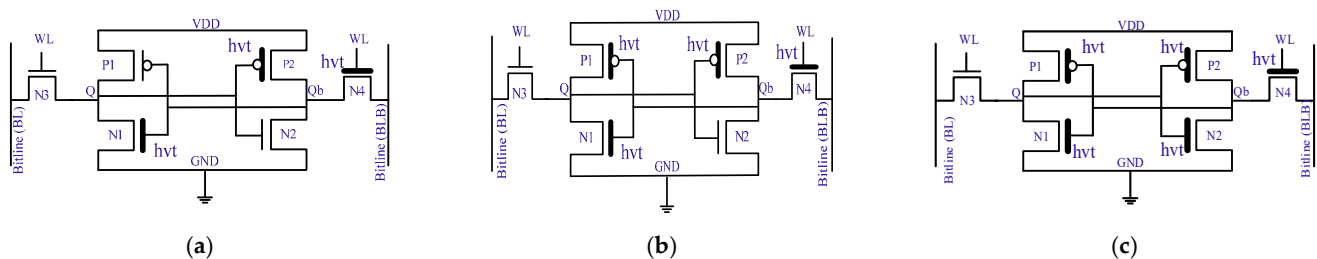 VDD
WL
P1
hvt
P2
WL
hvt
N3
Q
Qb
N4
N1
N2
hvt
GND
Bitline (BL)
Bitline (BLB)
(a)
VDD
WL
P1
hvt
hvt
P2
WL
hvt
N3
Q
Qb
N4
N1
N2
hvt
GND
Bitline (BL)
Bitline (BLB)
(b)
VDD
WL
P1
hvt
hvt
P2
WL
hvt
N3
Q
Qb
N4
N1
N2
hvt
hvt
GND
Bitline (BL)
Bitline (BLB)
(c)